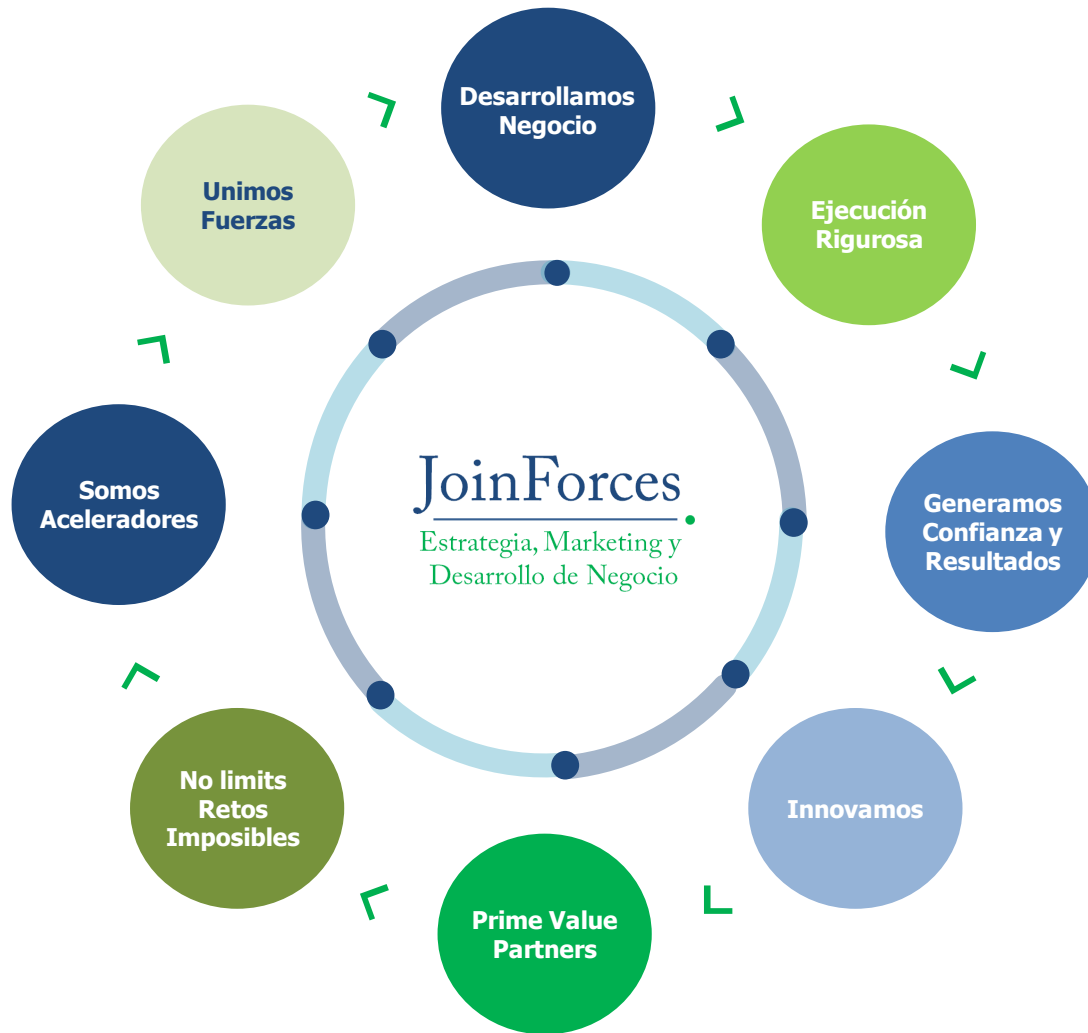 Desarrollamos
Negocio
Ejecución
Rigurosa
Generamos
Confianza y
Resultados
Innovamos
Prime Value
Partners
No limits
Retos
Imposibles
Somos
Aceleradores
Unimos
Fuerzas
JoinForces
Estrategia, Marketing y
Desarrollo de Negocio